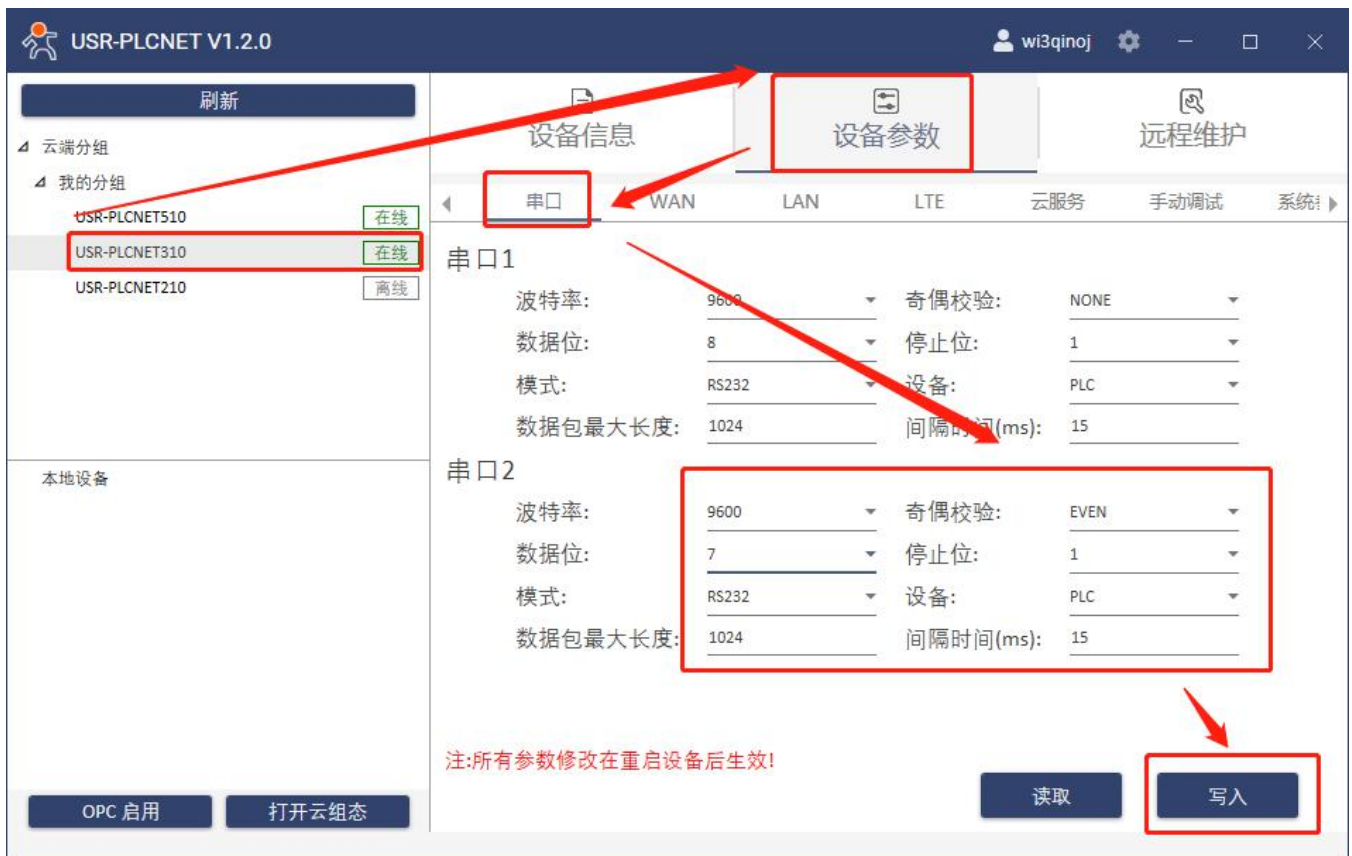 USR-PLCNET V1.2.0
wi3qinoj
刷新
云端分组
我的分组
USR-PLCNET510 在线
USR-PLCNET310 在线
USR-PLCNET210 离线
本地设备
OPC 启用 打开云组态
设备信息 设备参数 远程维护
串口 WAN LAN LTE 云服务 手动调试 系统
串口1
波特率: 9600 奇偶校验: NONE
数据位: 8 停止位: 1
模式: RS232 设备: PLC
数据包最大长度: 1024 间隔时间(ms): 15
串口2
波特率: 9600 奇偶校验: EVEN
数据位: 7 停止位: 1
模式: RS232 设备: PLC
数据包最大长度: 1024 间隔时间(ms): 15
注:所有参数修改在重启设备后生效!
读取 写入